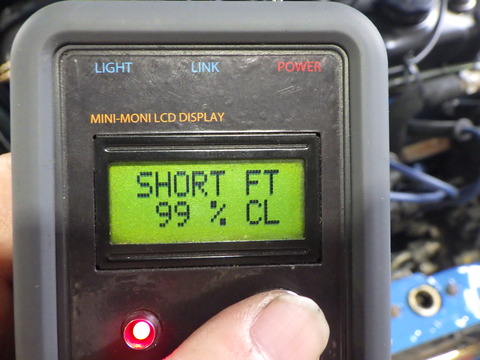 LIGHT LINK POWER
MINI-MONI LCD DISPLAY
SHORT FT
99 % CL